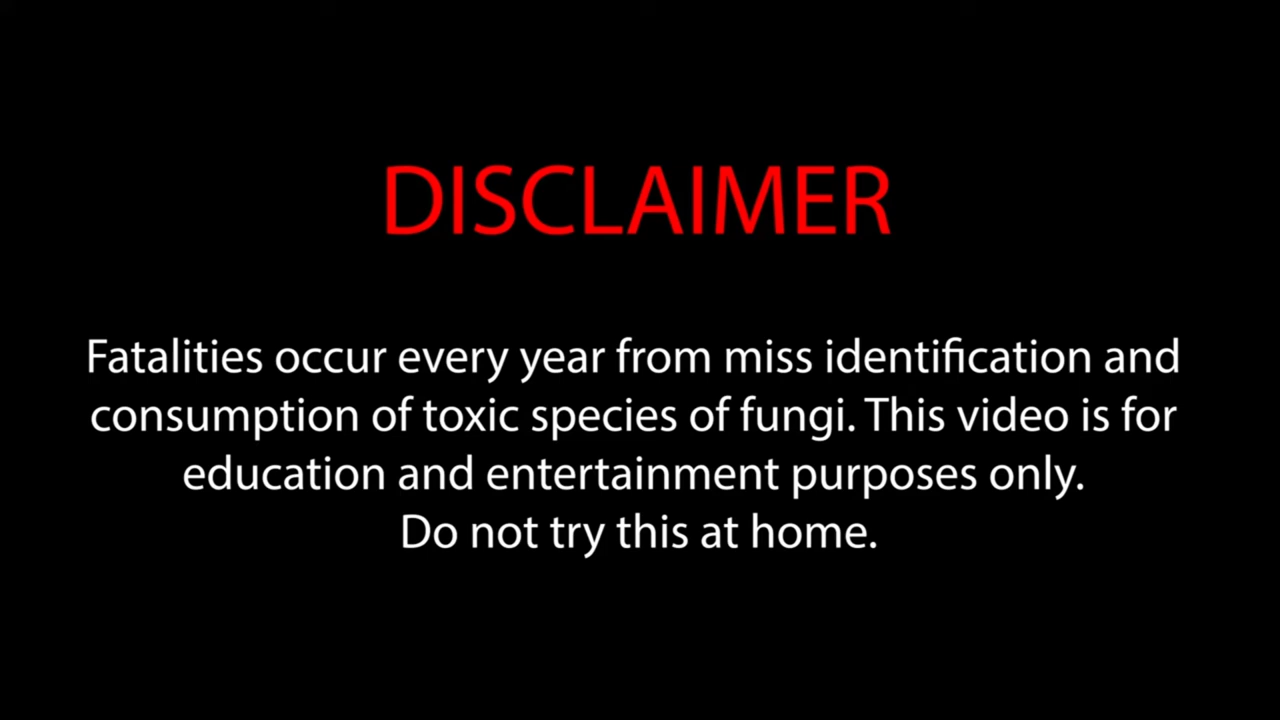 DISCLAIMER
Fatalities occur every year from miss identification and
consumption of toxic species of fungi. This video is for
education and entertainment purposes only.
Do not try this at home.